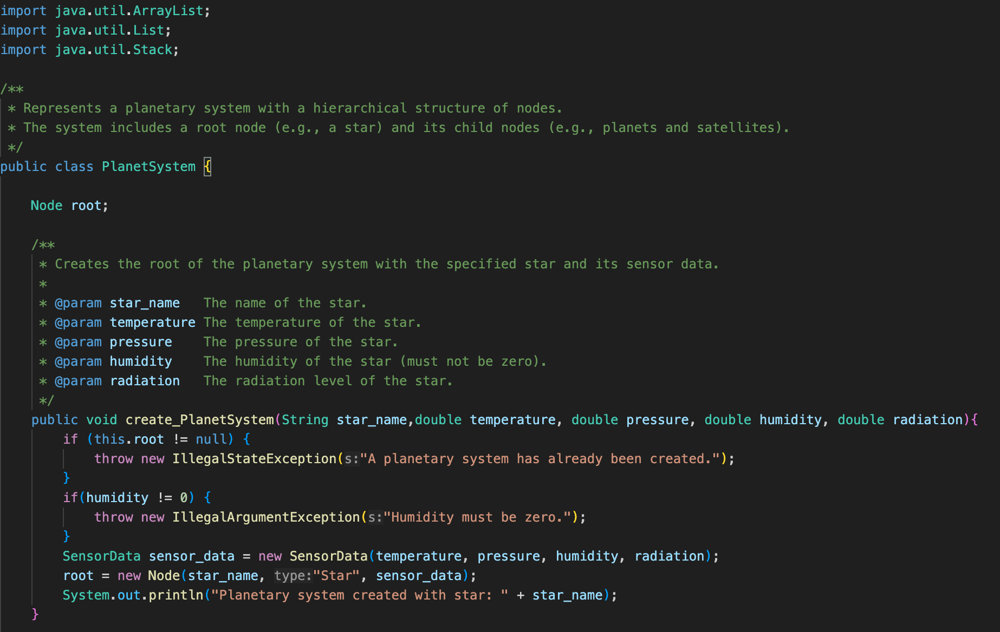 import java.util.ArrayList;
import java.util.List;
import java.util.Stack;

/**
 * Represents a planetary system with a hierarchical structure of nodes.
 * The system includes a root node (e.g., a star) and its child nodes (e.g., planets and satellites).
 */
public class PlanetSystem {

    Node root;

    /**
     * Creates the root of the planetary system with the specified star and its sensor data.
     *
     * @param star_name   The name of the star.
     * @param temperature The temperature of the star.
     * @param pressure    The pressure of the star.
     * @param humidity    The humidity of the star (must not be zero).
     * @param radiation   The radiation level of the star.
     */
    public void create_PlanetSystem(String star_name,double temperature, double pressure, double humidity, double radiation){
        if (this.root != null) {
            throw new IllegalStateException(s:"A planetary system has already been created.");
        }
        if(humidity != 0) {
            throw new IllegalArgumentException(s:"Humidity must be zero.");
        }
        SensorData sensor_data = new SensorData(temperature, pressure, humidity, radiation);
        root = new Node(star_name, type:"Star", sensor_data);
        System.out.println("Planetary system created with star: " + star_name);
    }